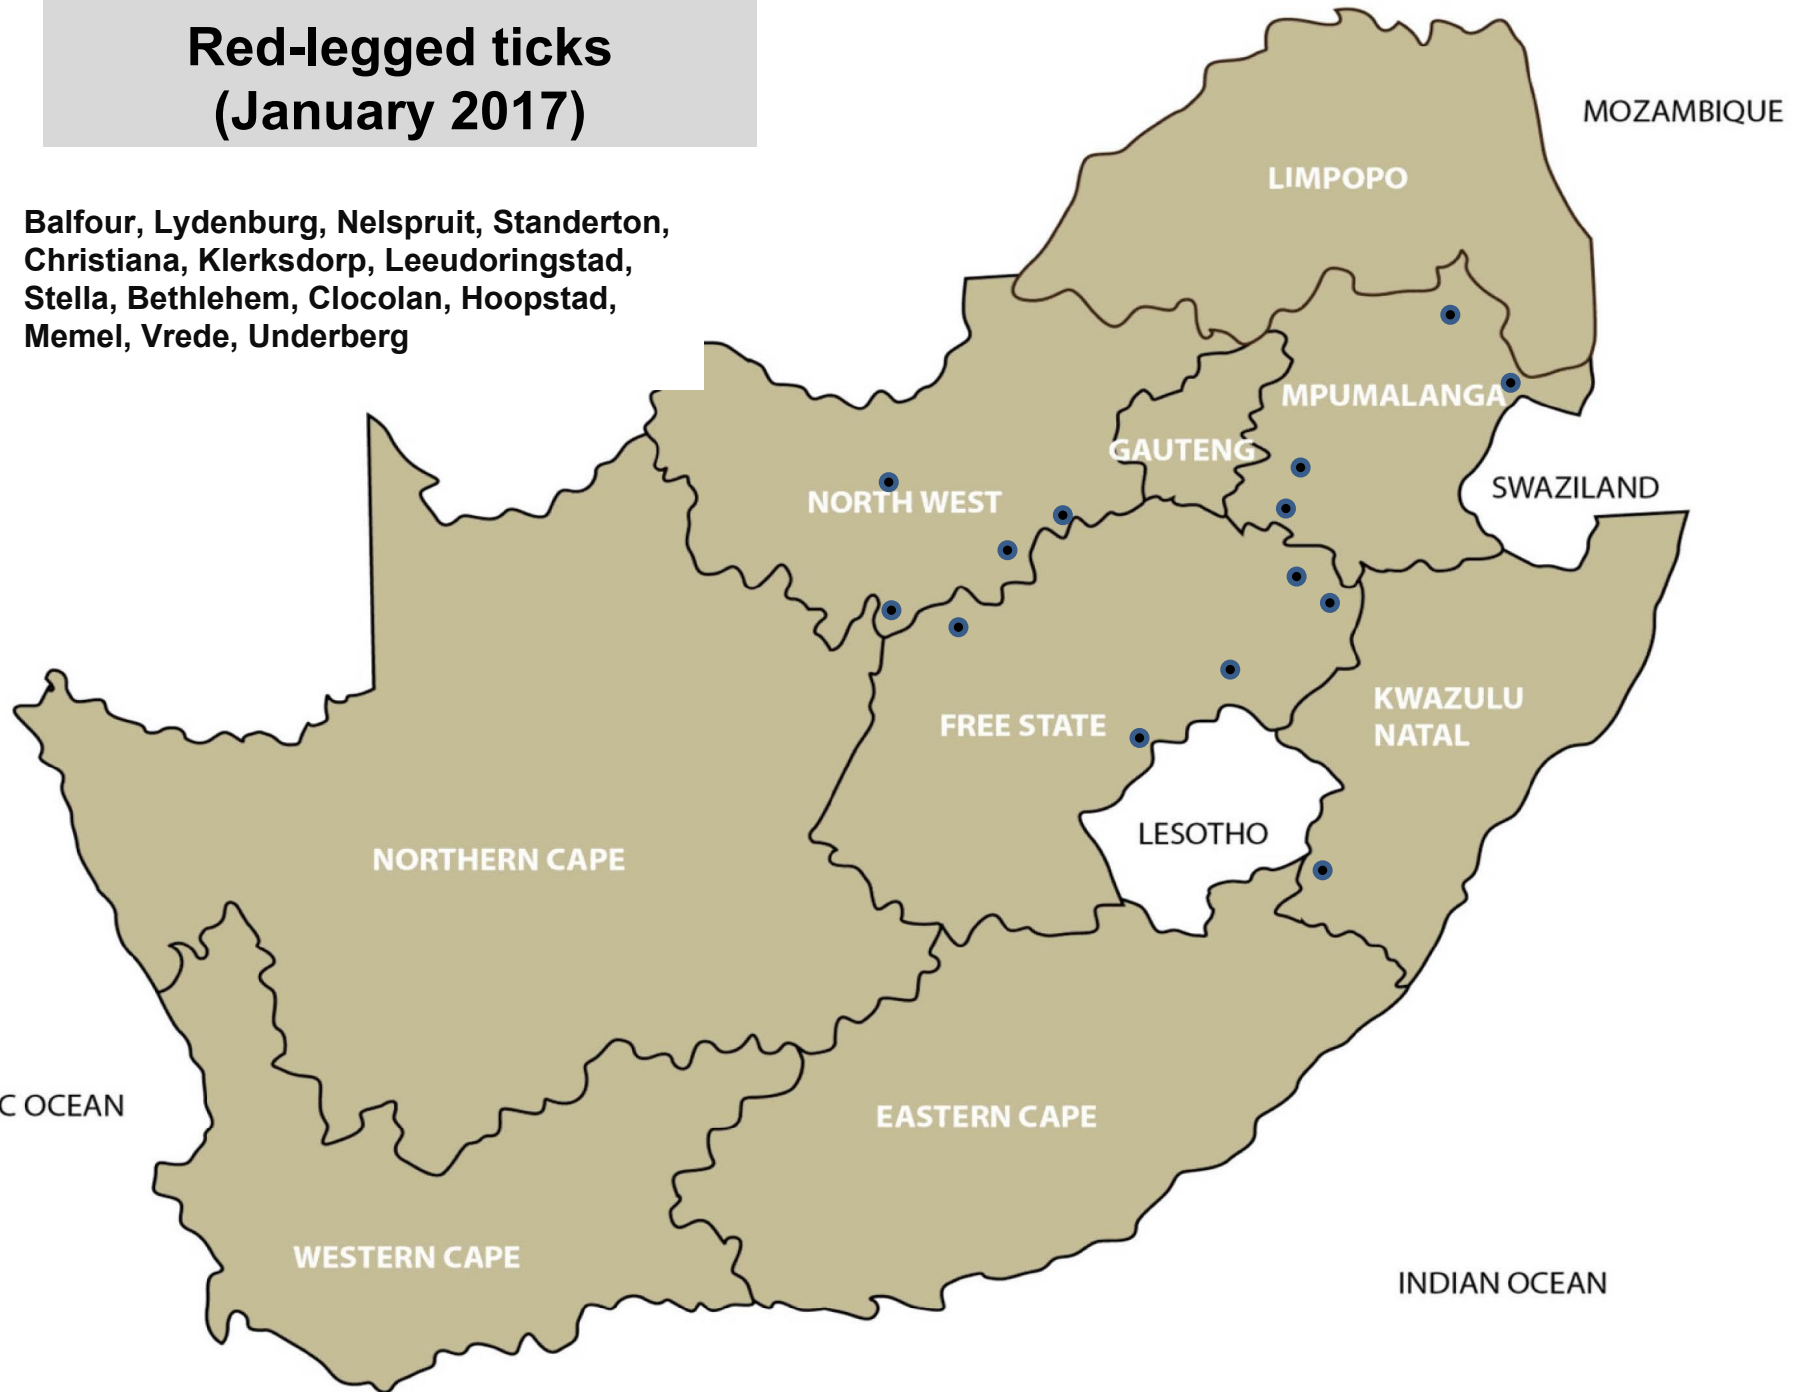 Red-legged ticks
(January 2017)
Balfour, Lydenburg, Nelspruit, Standerton,
Christiana, Klerksdorp, Leeudoringstad,
Stella, Bethlehem, Clocolan, Hoopstad,
Memel, Vrede, Underberg
MOZAMBIQUE
LIMPOPO
MPUMALANGA
GAUTENG
SWAZILAND
NORTH WEST
KWAZULU
NATAL
FREE STATE
LESOTHO
NORTHERN CAPE
C OCEAN
EASTERN CAPE
WESTERN CAPE
INDIAN OCEAN